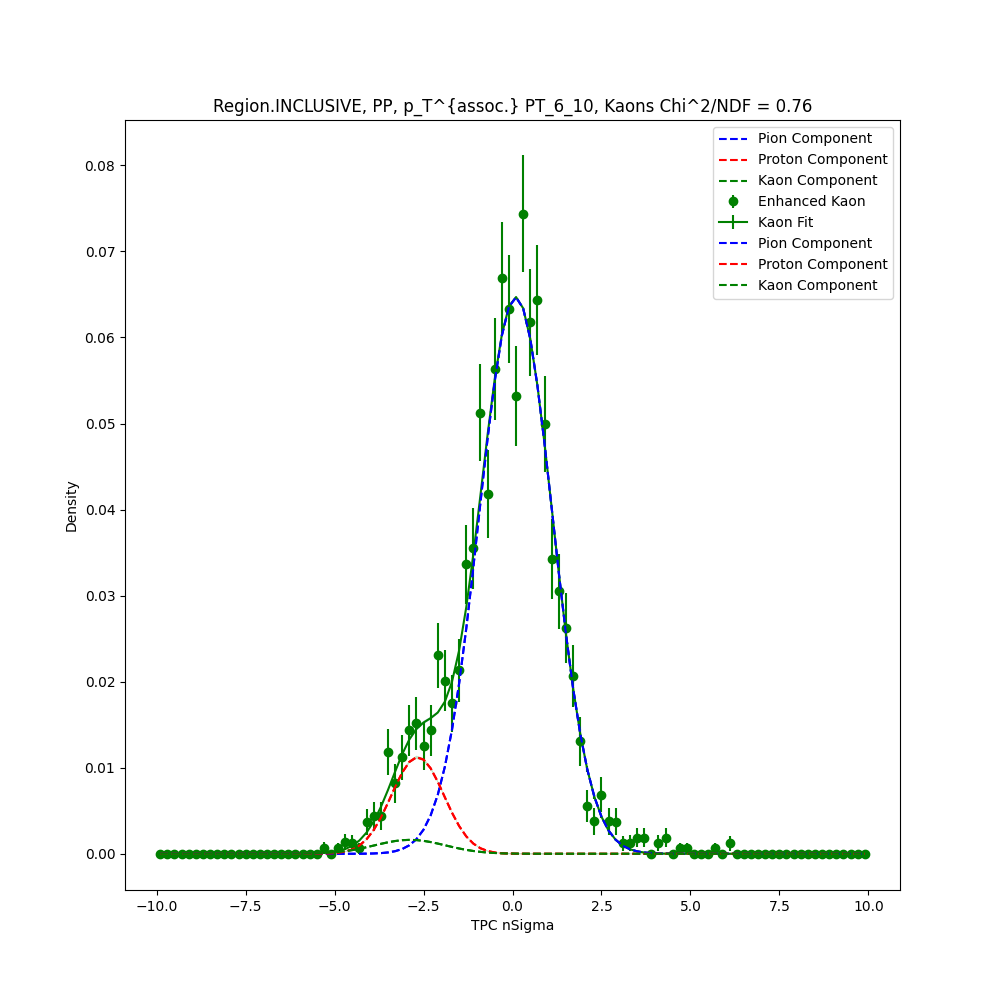 Region.INCLUSIVE, PP, p_T^{assoc.} PT_6_10, Kaons Chi^2/NDF = 0.76
Pion Component
Proton Component
Kaon Component
Enhanced Kaon
Kaon Fit
Pion Component
Proton Component
Kaon Component
0.08
0.07
0.06
0.05
0.04
0.03
0.02
0.01
0.00
Density
−10.0 −7.5 −5.0 −2.5 0.0 2.5 5.0 7.5 10.0
TPC nSigma